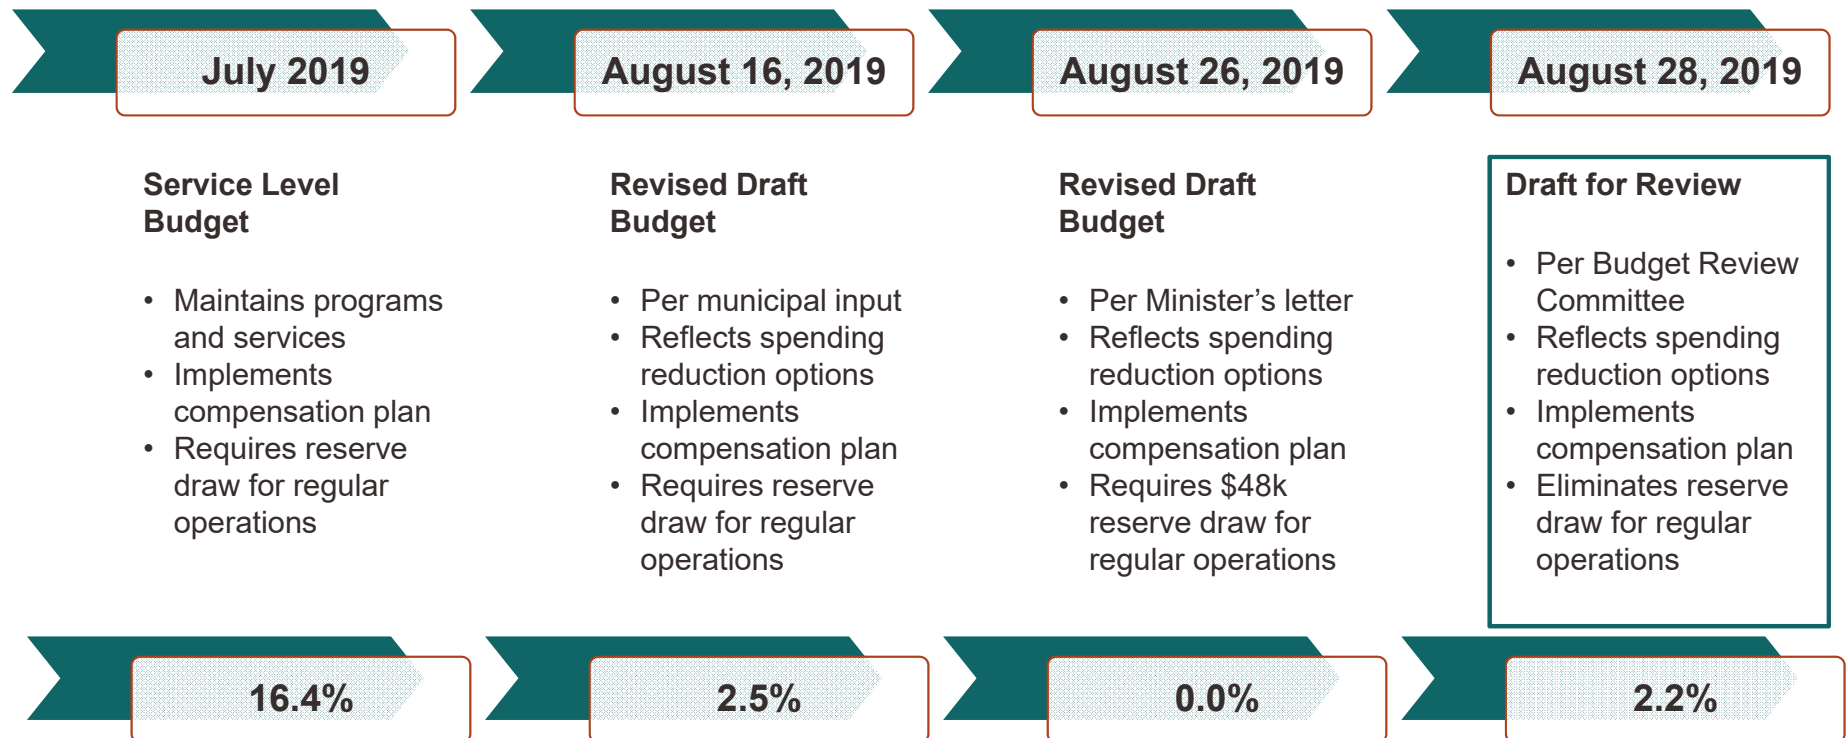 July 2019
August 16, 2019
August 26, 2019
August 28, 2019
Service Level
Budget
• Maintains programs
and services
• Implements
compensation plan
• Requires reserve
draw for regular
operations
Revised Draft
Budget
• Per municipal input
• Reflects spending
reduction options
• Implements
compensation plan
• Requires reserve
draw for regular
operations
Revised Draft
Budget
• Per Minister’s letter
• Reflects spending
reduction options
• Implements
compensation plan
• Requires $48k
reserve draw for
regular operations
Draft for Review
• Per Budget Review
Committee
• Reflects spending
reduction options
• Implements
compensation plan
• Eliminates reserve
draw for regular
operations
16.4%
2.5%
0.0%
2.2%